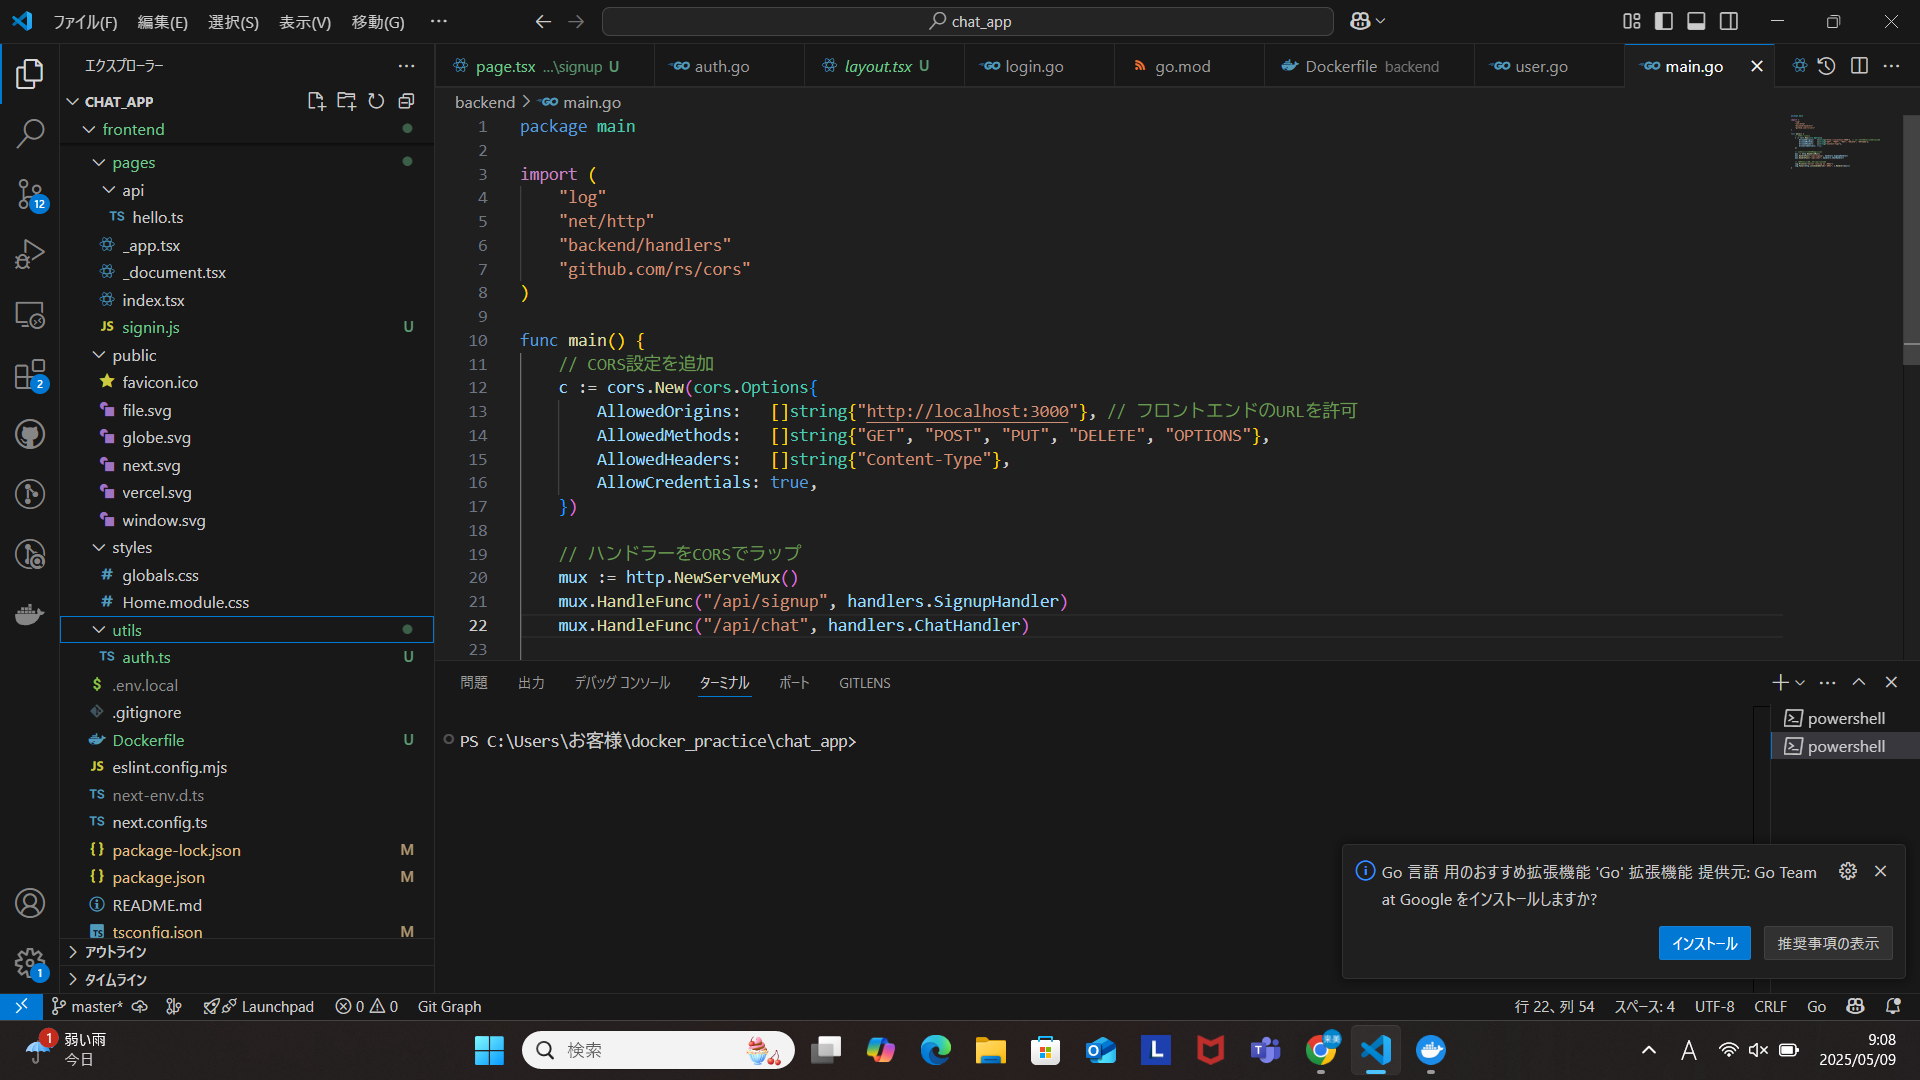 ファイル(F) 編集(E) 選択(S) 表示(V) 移動(G) ··· chat_app
エクスプローラー
CHAT_APP
frontend
pages
api
TS hello.ts
_app.tsx
_document.tsx
index.tsx
JS signin.js U
public
favicon.ico
file.svg
globe.svg
next.svg
vercel.svg
window.svg
styles
# globals.css
# Home.module.css
utils
TS auth.ts U
$ .env.local
.gitignore
Dockerfile U
JS eslint.config.mjs
TS next-env.d.ts
TS next.config.ts
{} package-lock.json M
{} package.json M
README.md
TS tsconfig.json M
アウトライン
タイムライン
12
2
1
page.tsx ...\signup U GO auth.go layout.tsx U GO login.go go.mod Dockerfile backend GO user.go GO main.go
backend > GO main.go
1 package main
2
3 import (
4 "log"
5 "net/http"
6 "backend/handlers"
7 "github.com/rs/cors"
8 )
9
10 func main() {
11 // CORS設定を追加
12 c := cors.New(cors.Options{
13 AllowedOrigins: []string{"http://localhost:3000"}, // フロントエンドのURLを許可
14 AllowedMethods: []string{"GET", "POST", "PUT", "DELETE", "OPTIONS"},
15 AllowedHeaders: []string{"Content-Type"},
16 AllowCredentials: true,
17 })
18
19 // ハンドラーをCORSでラップ
20 mux := http.NewServeMux()
21 mux.HandleFunc("/api/signup", handlers.SignupHandler)
22 mux.HandleFunc("/api/chat", handlers.ChatHandler)
23
問題 出力 デバッグ コンソール ターミナル ポート GITLENS
PS C:\Users\お客様\docker_practice\chat_app>
powershell
powershell
Go 言語 用のおすすめ拡張機能 'Go' 拡張機能 提供元: Go Team
at Google をインストールしますか?
インストール 推奨事項の表示
master* Launchpad 0 0 Git Graph 行 22、列 54 スペース: 4 UTF-8 CRLF Go
1 弱い雨
今日
検索
L
A
9:08
2025/05/09